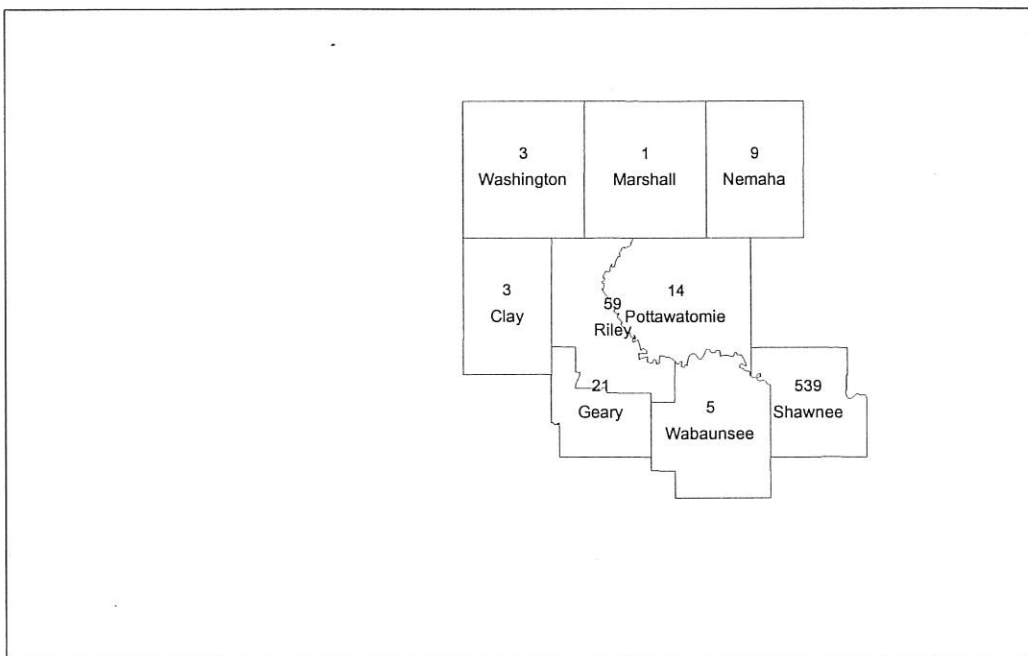 3
Washington
1
Marshall
9
Nemaha
3
Clay
59
Riley
14
Pottawatomie
21
Geary
5
Wabaunsee
539
Shawnee